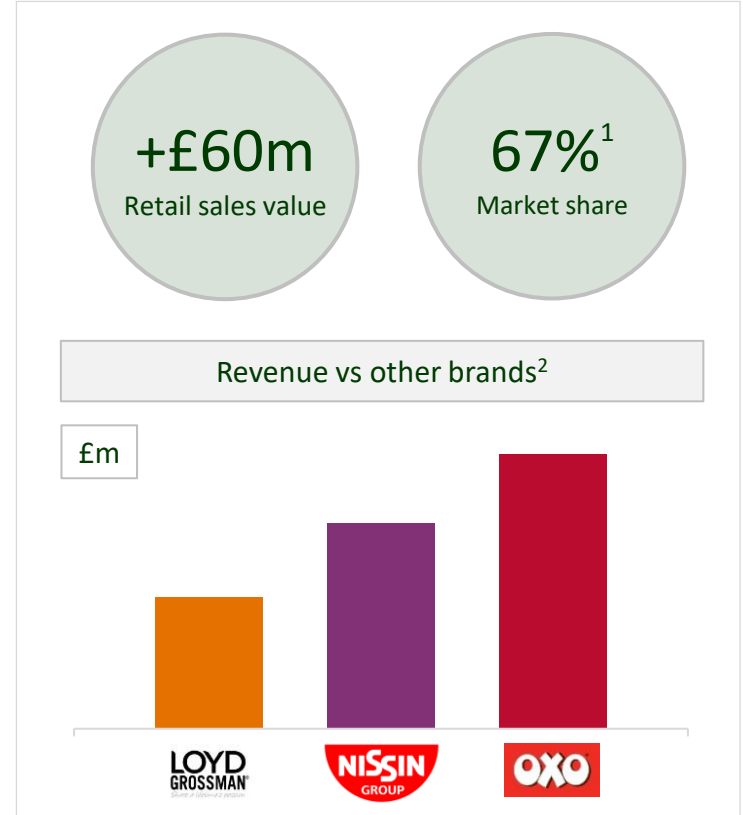 +£60m
Retail sales value
67%1
Market share
Revenue vs other brands2
£m
LOYD
GROSSMAN
NISSIN
GROUP
OXO